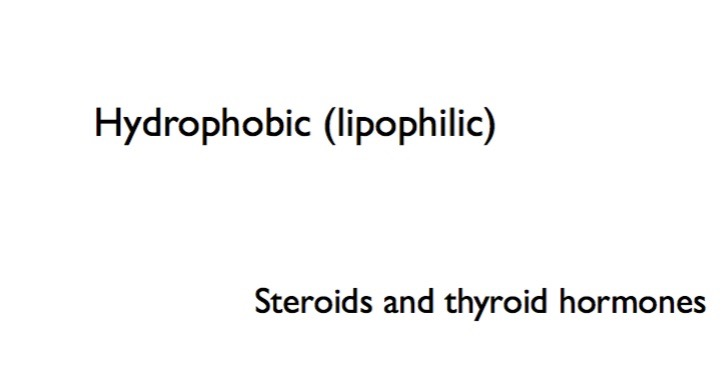 Hydrophobic (lipophilic)
Steroids and thyroid hormones